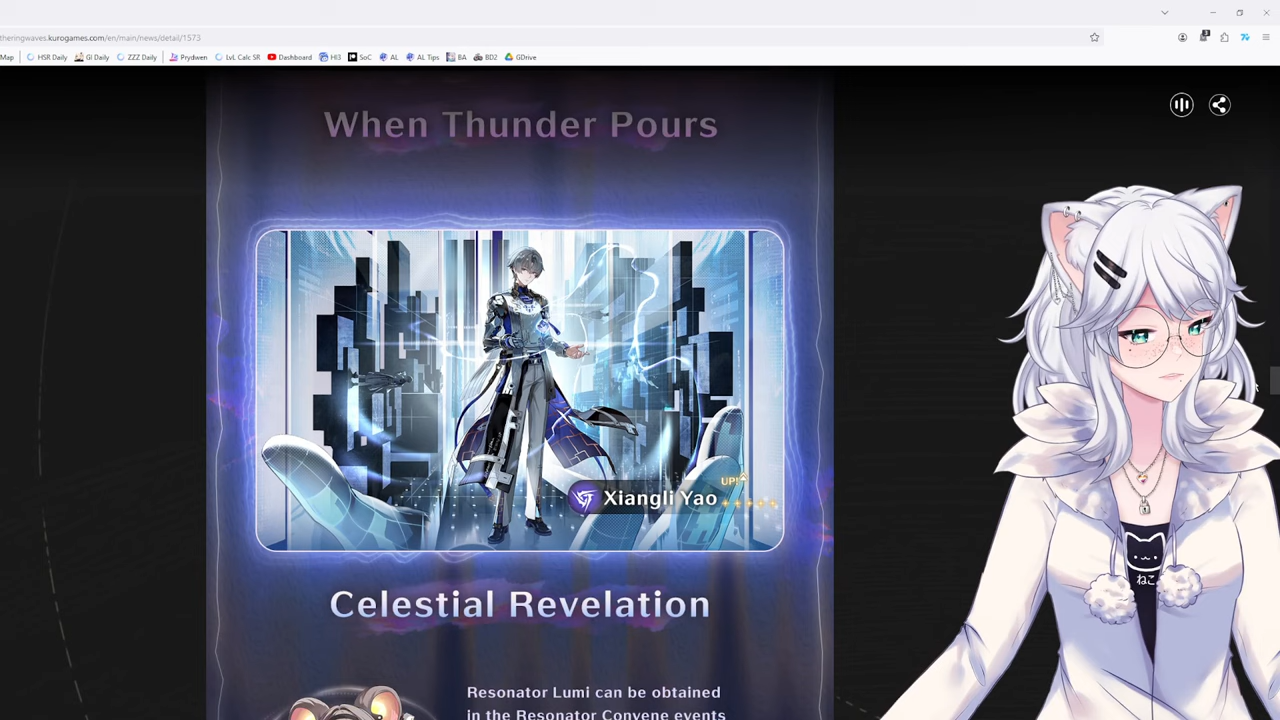 theringwaves.kurogames.com/en/main/news/detail/1573
Map HSR Daily GI Daily ZZZ Daily Prydwen LvL Calc SR Dashboard HI3 SoC AL AL Tips BA BD2 GDrive
When Thunder Pours
UP!
Xiangli Yao
Celestial Revelation
Resonator Lumi can be obtained
in the Resonator Convene events
ねこ